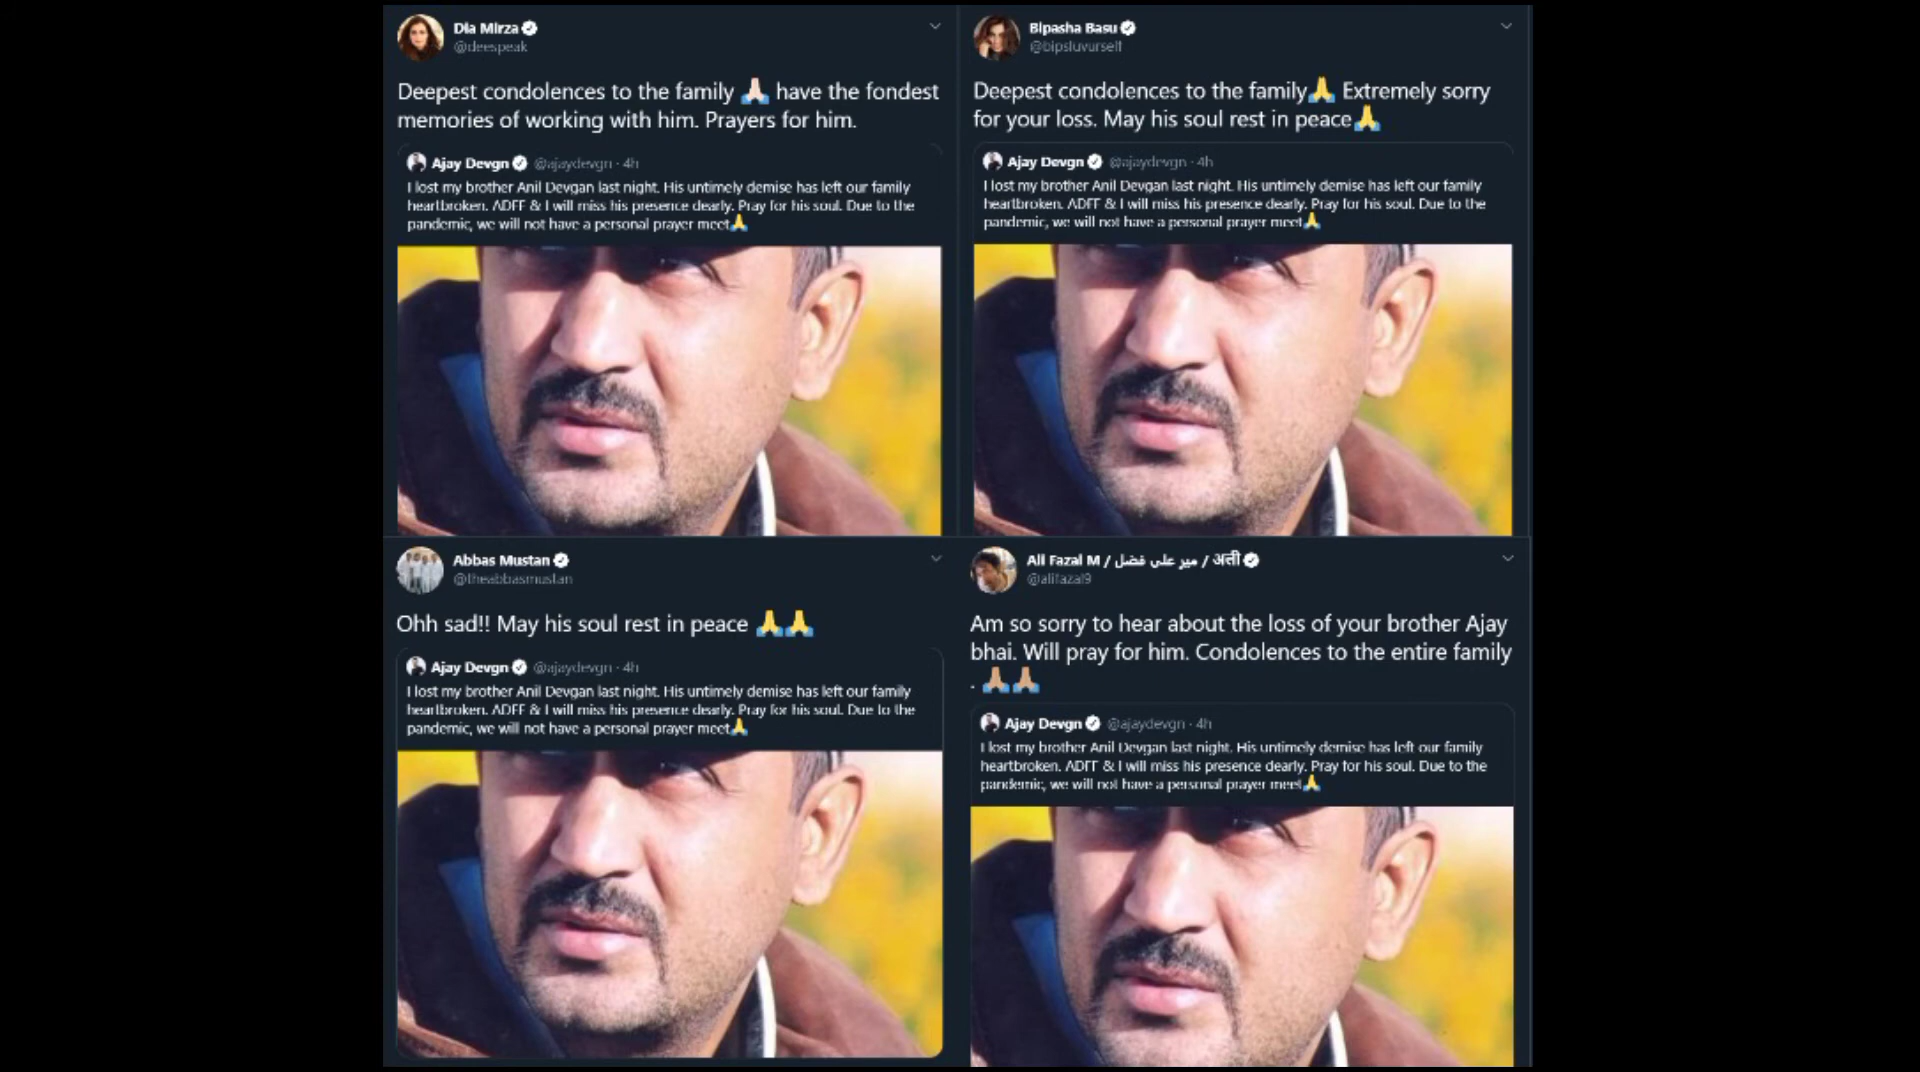 Dia Mirza
@deespeak
Deepest condolences to the family 🙏🏻 have the fondest
memories of working with him. Prayers for him.
Ajay Devgn @ajaydevgn · 4h
I lost my brother Anil Devgan last night. His untimely demise has left our family
heartbroken. ADFF & I will miss his presence dearly. Pray for his soul. Due to the
pandemic, we will not have a personal prayer meet🙏
Bipasha Basu
@bipsluvurself
Deepest condolences to the family🙏 Extremely sorry
for your loss. May his soul rest in peace🙏
Ajay Devgn @ajaydevgn · 4h
I lost my brother Anil Devgan last night. His untimely demise has left our family
heartbroken. ADFF & I will miss his presence dearly. Pray for his soul. Due to the
pandemic, we will not have a personal prayer meet🙏
Abbas Mustan
@theabbasmustan
Ohh sad!! May his soul rest in peace 🙏🙏
Ajay Devgn @ajaydevgn · 4h
I lost my brother Anil Devgan last night. His untimely demise has left our family
heartbroken. ADFF & I will miss his presence dearly. Pray for his soul. Due to the
pandemic, we will not have a personal prayer meet🙏
Ali Fazal M / میر علی فضل / अली
@alifazal9
Am so sorry to hear about the loss of your brother Ajay
bhai. Will pray for him. Condolences to the entire family
. 🙏🏽🙏🏽
Ajay Devgn @ajaydevgn · 4h
I lost my brother Anil Devgan last night. His untimely demise has left our family
heartbroken. ADFF & I will miss his presence dearly. Pray for his soul. Due to the
pandemic, we will not have a personal prayer meet🙏